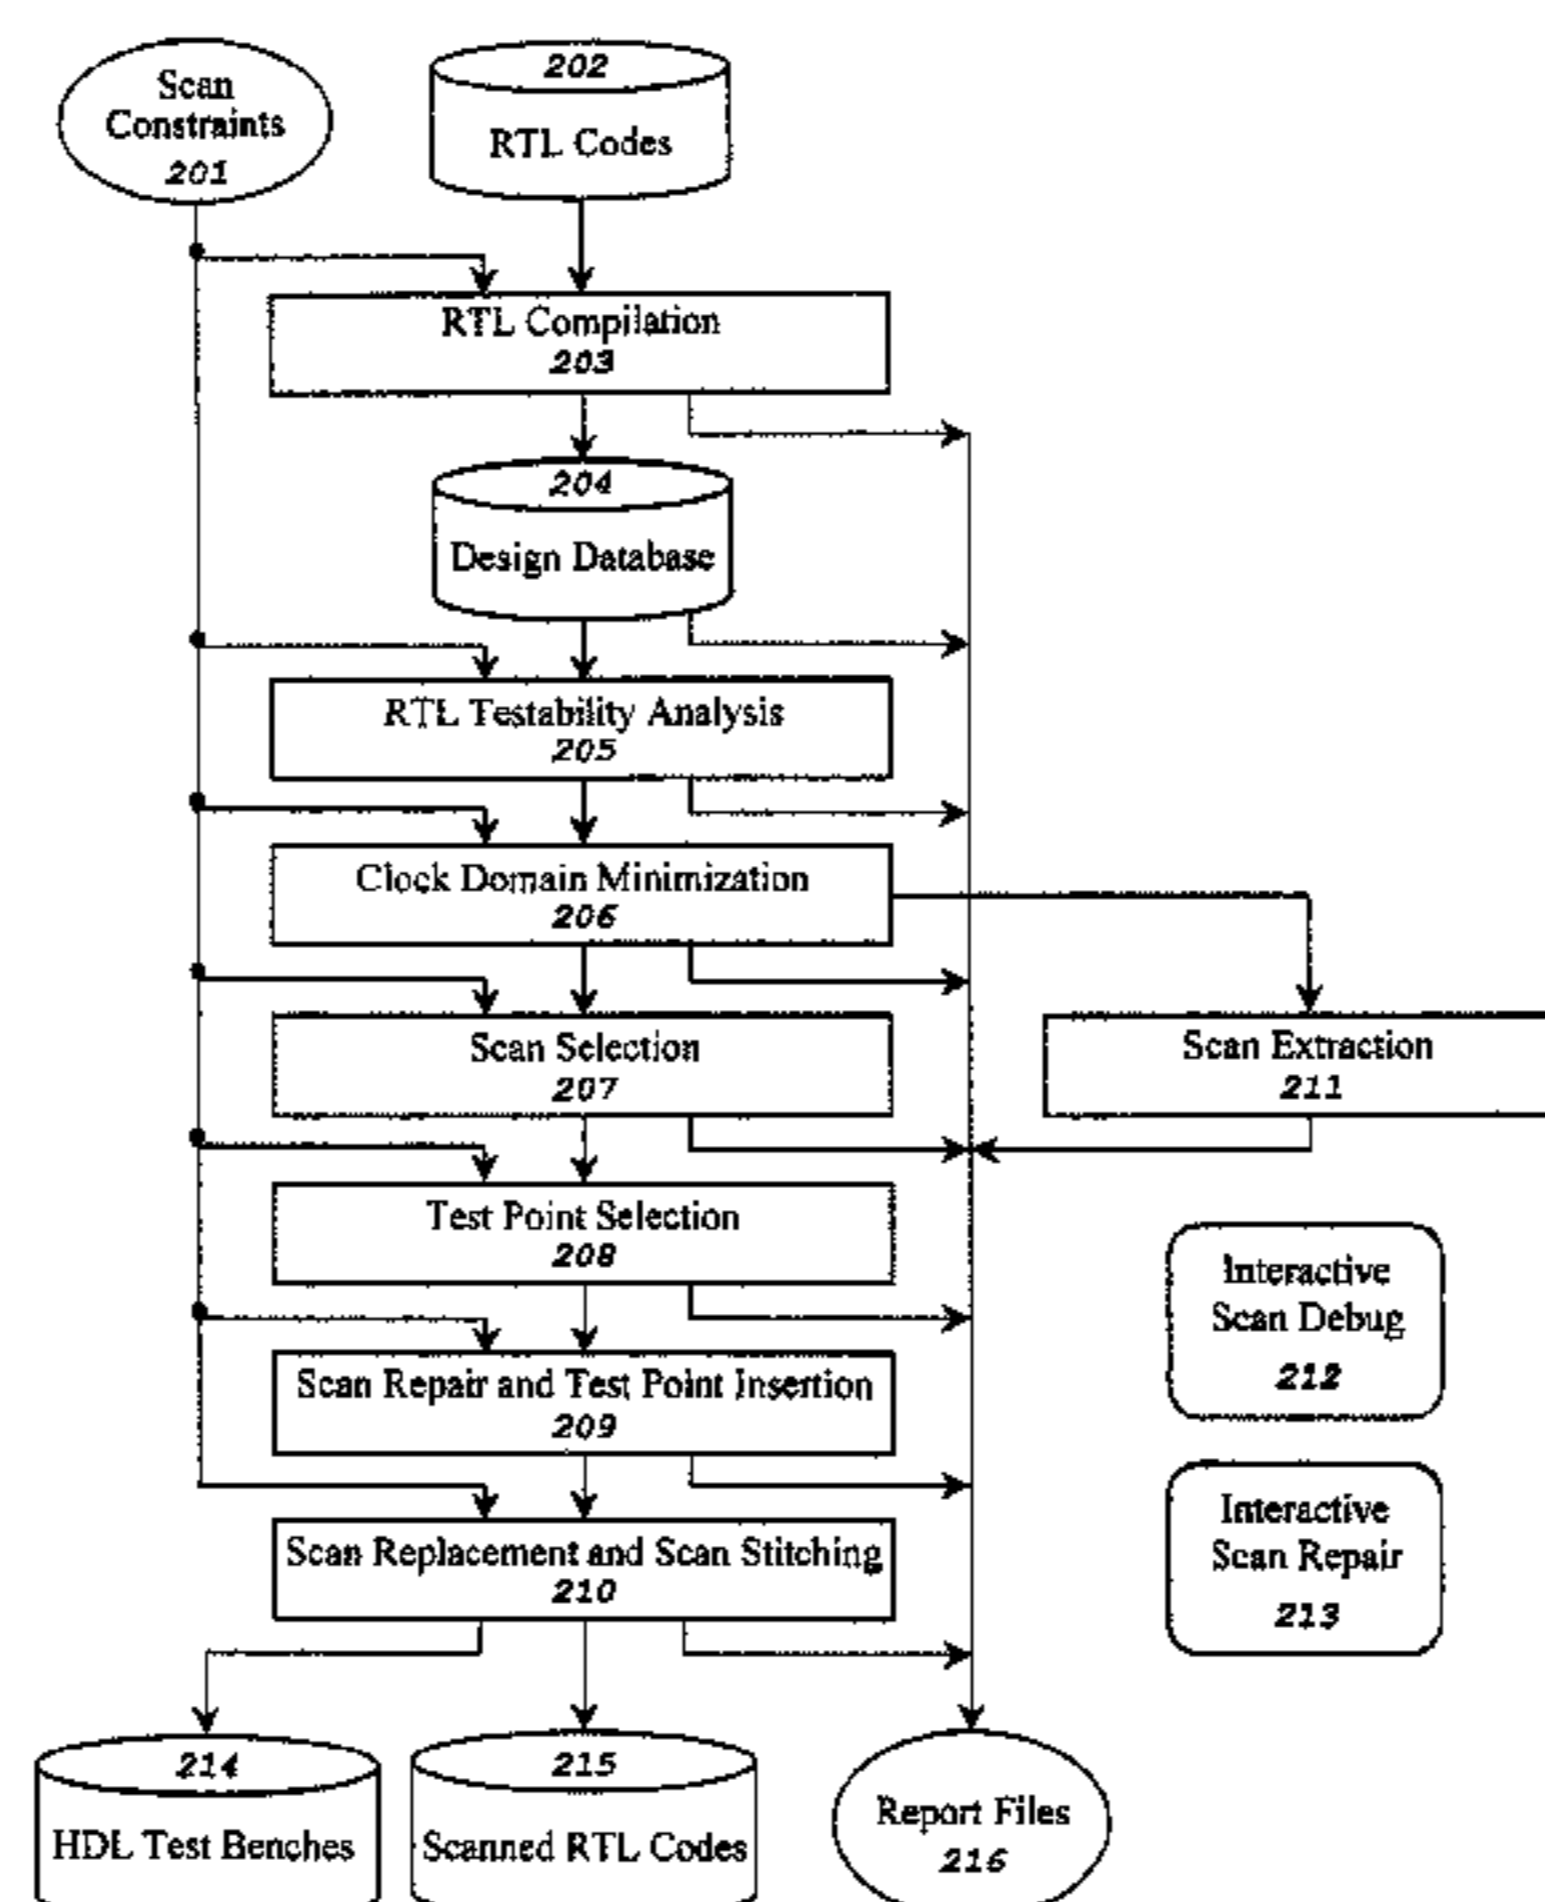 Scan
Constraints
201
202
RTL Codes
RTL Compilation
203
204
Design Database
RTL Testability Analysis
205
Clock Domain Minimization
206
Scan Selection
207
Scan Extraction
211
Test Point Selection
208
Interactive
Scan Debug
212
Scan Repair and Test Point Insertion
209
Interactive
Scan Repair
213
Scan Replacement and Scan Stitching
210
214
HDL Test Benches
215
Scanned RTL Codes
Report Files
216